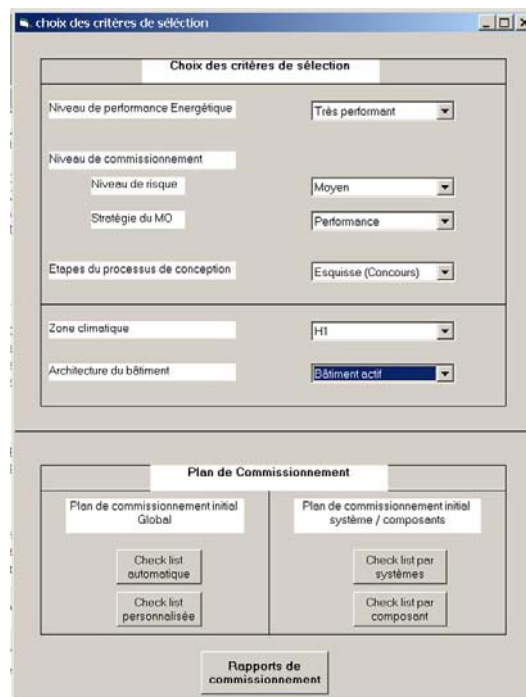 choix des critères de séléction
Choix des critères de sélection
Niveau de performance Energétique
Très performant
Niveau de commissionnement
Niveau de risque
Moyen
Stratégie du MO
Performance
Etapes du processus de conception
Esquisse (Concours)
Zone climatique
H1
Architecture du bâtiment
Bâtiment actif
Plan de Commissionnement
Plan de commissionnement initial
Global
Check list
automatique
Check list
personnalisée
Plan de commissionnement initial
système / composants
Check list par
systèmes
Check list par
composant
Rapports de
commissionnement